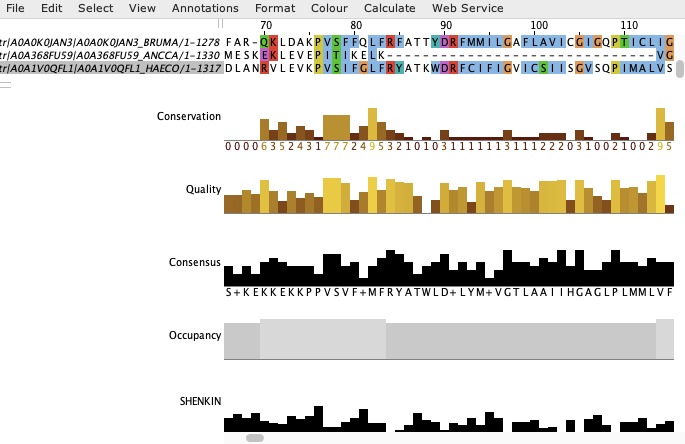 File Edit Select View Annotations Format Colour Calculate Web Service
70 80 90 100 110
tr|A0A0K0JAN3|A0A0K0JAN3_BRUMA/1-1278 FAR-QKLDAKPVSFFQLFRFATTYDRFMMILGAFLAVICGIGQPTICLIG
tr|A0A368FU59|A0A368FU59_ANCCA/1-1330 MESKEKLEVEPITIKELK------------------------------VG
tr|A0A1V0QFL1|A0A1V0QFL1_HAECO/1-1317 DLANRVLEVKPVSIFGLFRYATKWDRFCIFIGVICSIISGVSQPIMALVS
Conservation
00006352431777249532101031111113111222031002100295
Quality
Consensus
S+KEKKEKKPPVSVF+MFRYATWLD+LYM+VGTLAAIIHGAGLPLMMLVF
Occupancy
SHENKIN